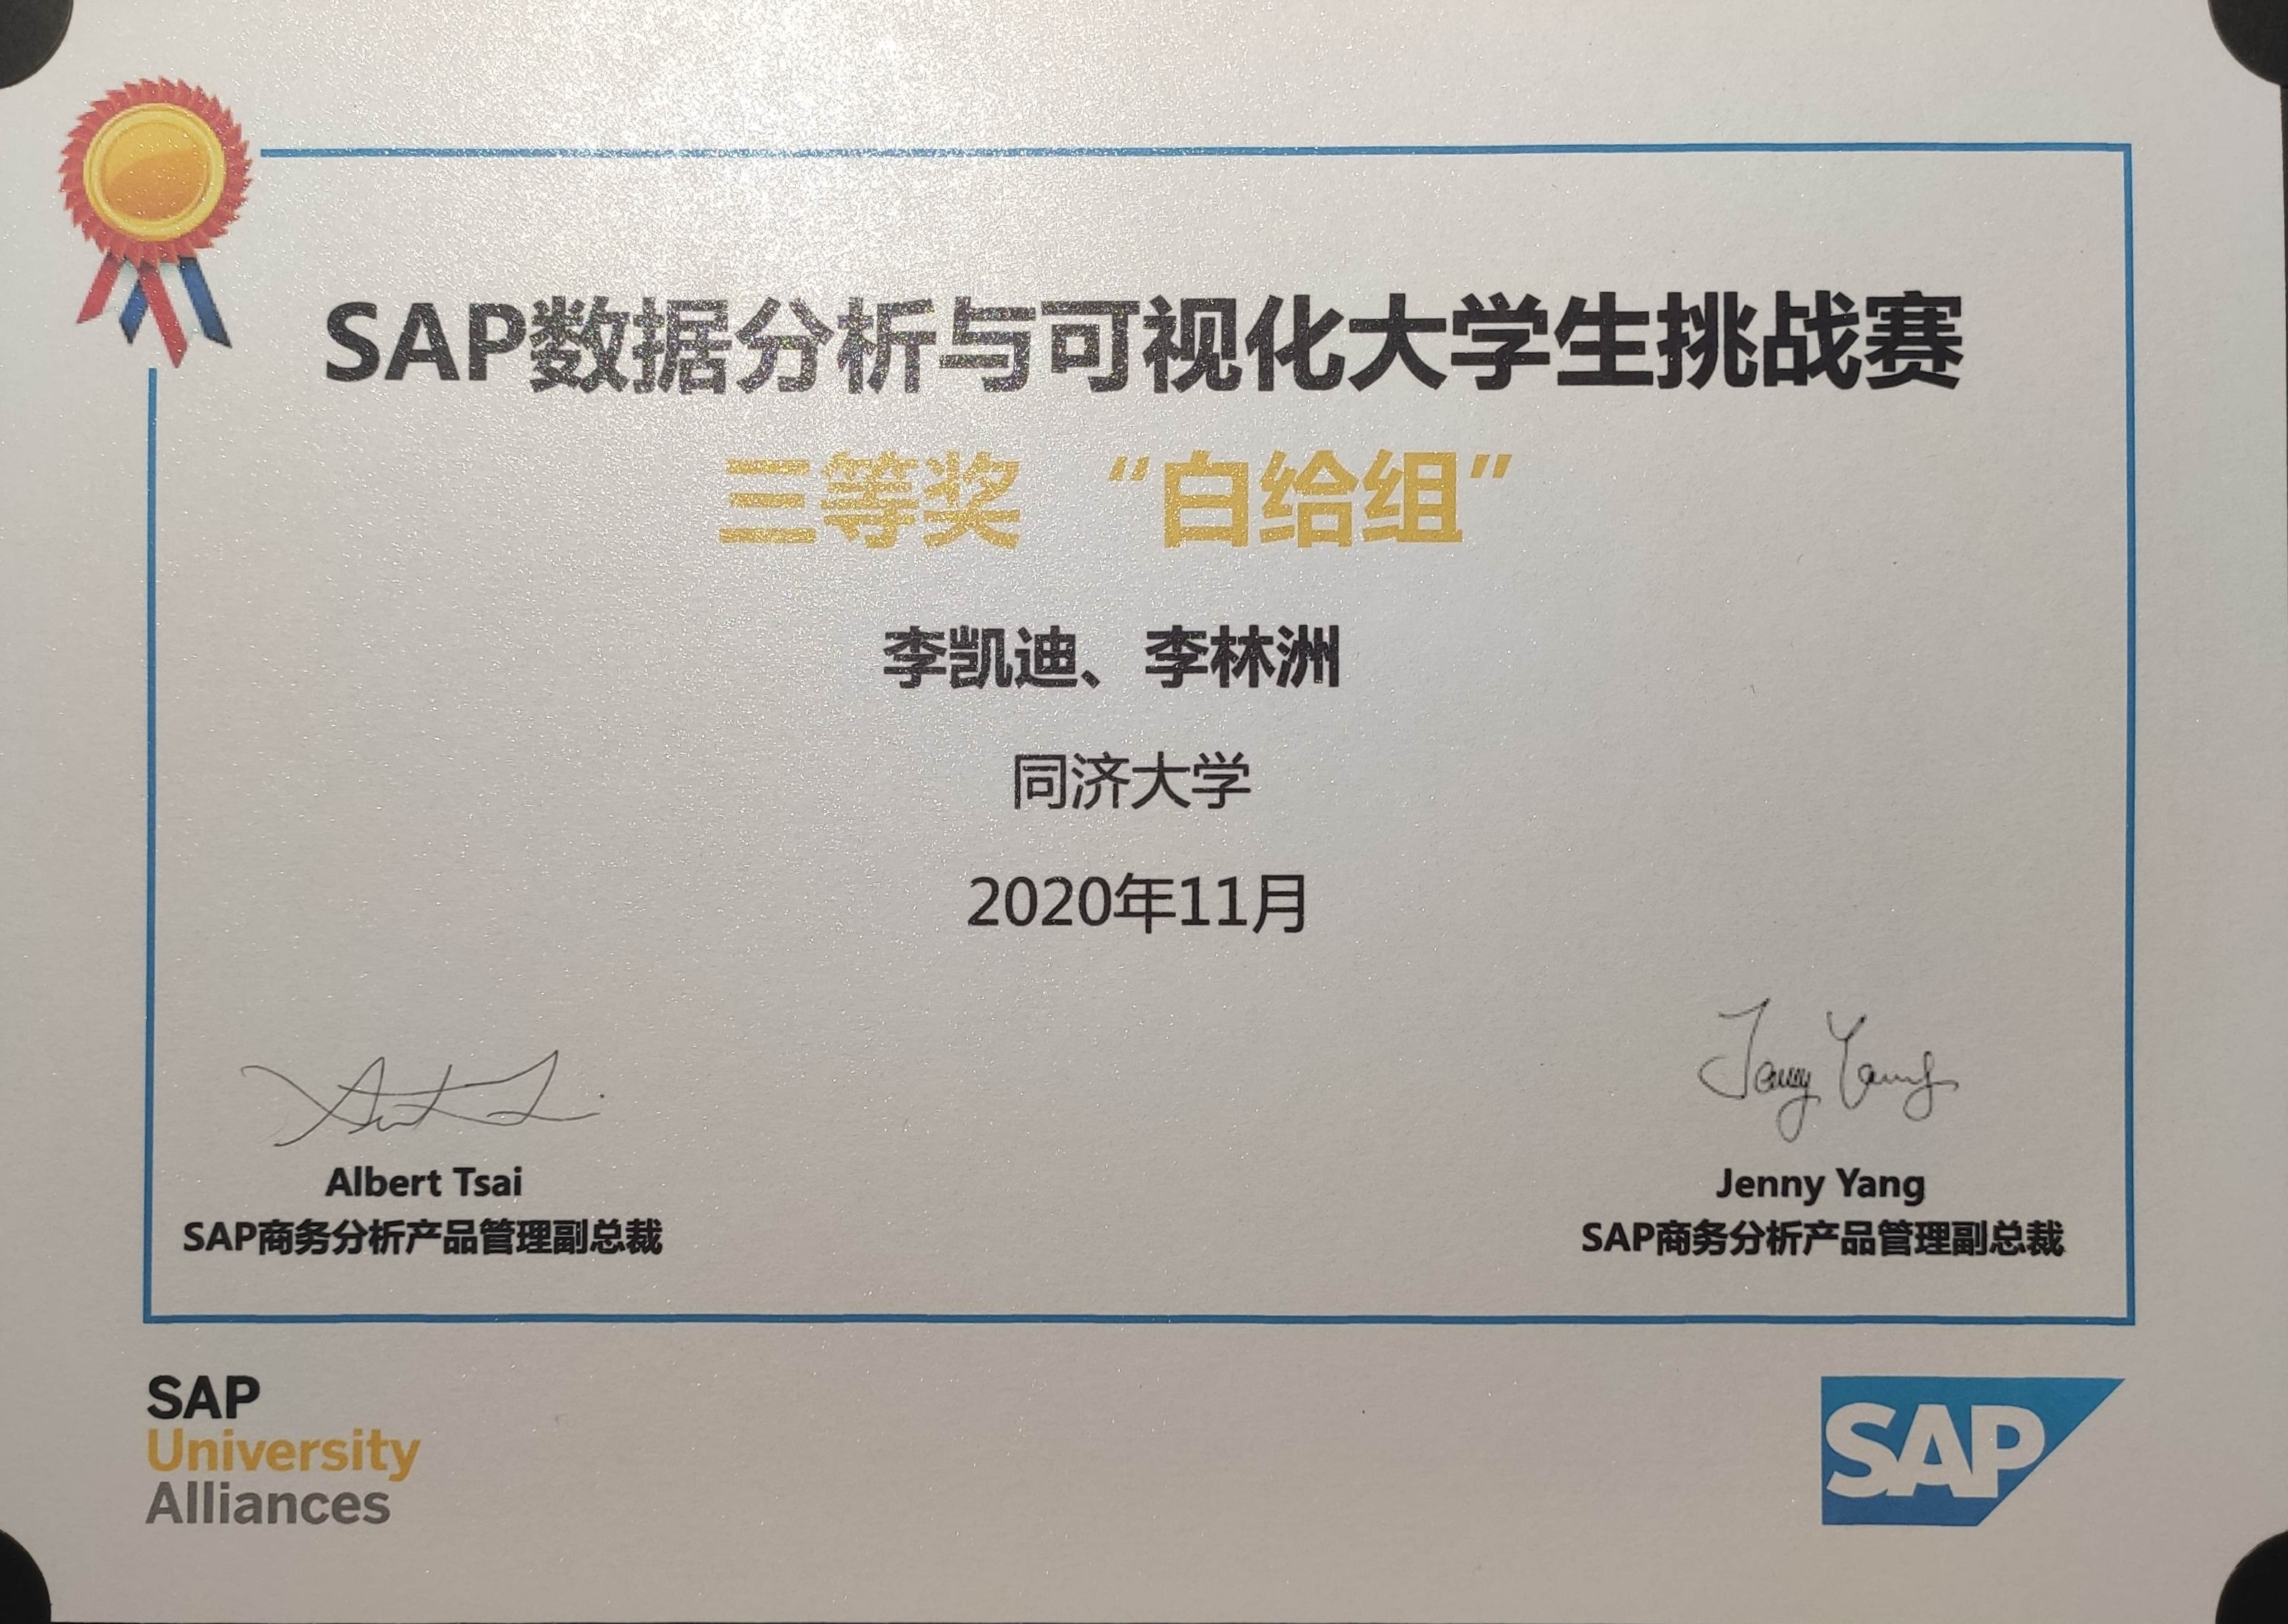 SAP数据分析与可视化大学生挑战赛
三等奖 “白给组”
李凯迪、李林洲
同济大学
2020年11月
Jenny Yang
Albert Tsai
SAP商务分析产品管理副总裁
Jenny Yang
SAP商务分析产品管理副总裁
SAP
University
Alliances
SAP